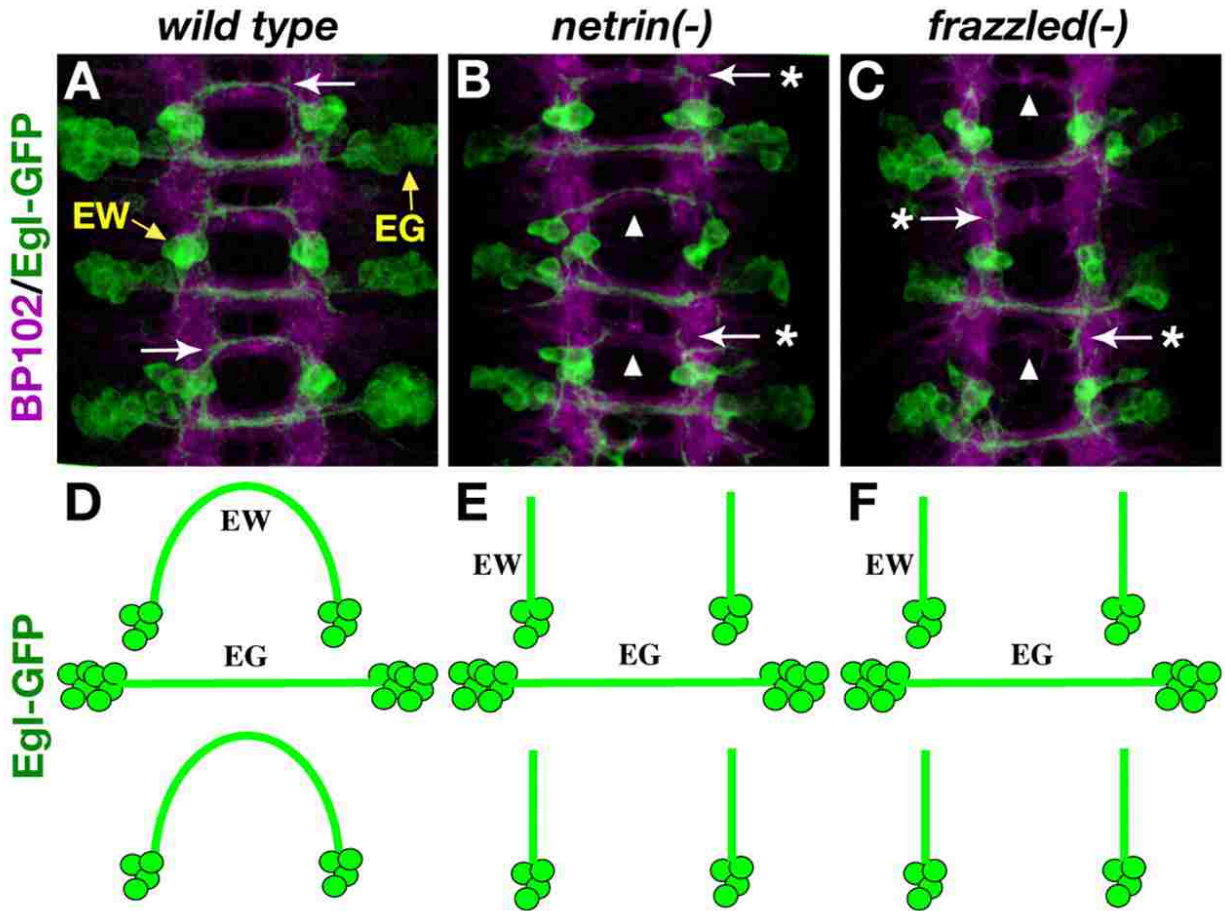 wild type
netrin(-)
frazzled(-)
BP102/Egl-GFP
A
B
*
C
EW
EG
*
*
*
D
EW
E
EW
F
EW
EG
EG
EG
Egl-GFP